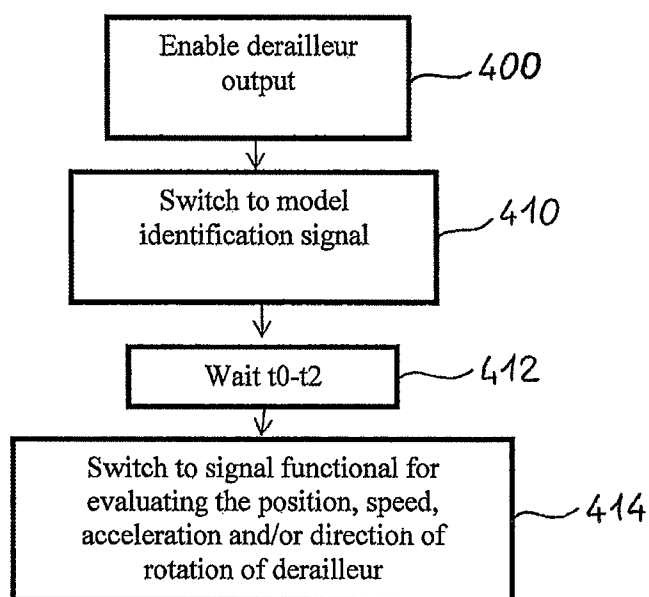 Enable derailleur
output
400
Switch to model
identification signal
410
Wait t0-t2
412
Switch to signal functional for
evaluating the position, speed,
acceleration and/or direction of
rotation of derailleur
414